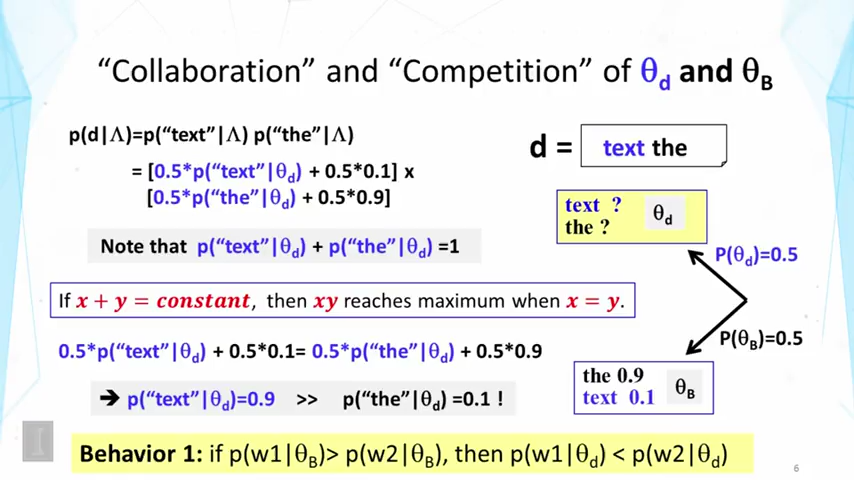 “Collaboration” and “Competition” of θd and θB
p(d|Λ)=p(“text”|Λ) p(“the”|Λ)
= [0.5*p(“text”|θd) + 0.5*0.1] x
[0.5*p(“the”|θd) + 0.5*0.9]
Note that p(“text”|θd) + p(“the”|θd) =1
If x + y = constant, then xy reaches maximum when x = y.
0.5*p(“text”|θd) + 0.5*0.1= 0.5*p(“the”|θd) + 0.5*0.9
➔ p(“text”|θd)=0.9 >> p(“the”|θd) =0.1 !
d = text the
text ? θd
the ?
P(θd)=0.5
P(θB)=0.5
the 0.9 θB
text 0.1
Behavior 1: if p(w1|θB)> p(w2|θB), then p(w1|θd) < p(w2|θd)
6